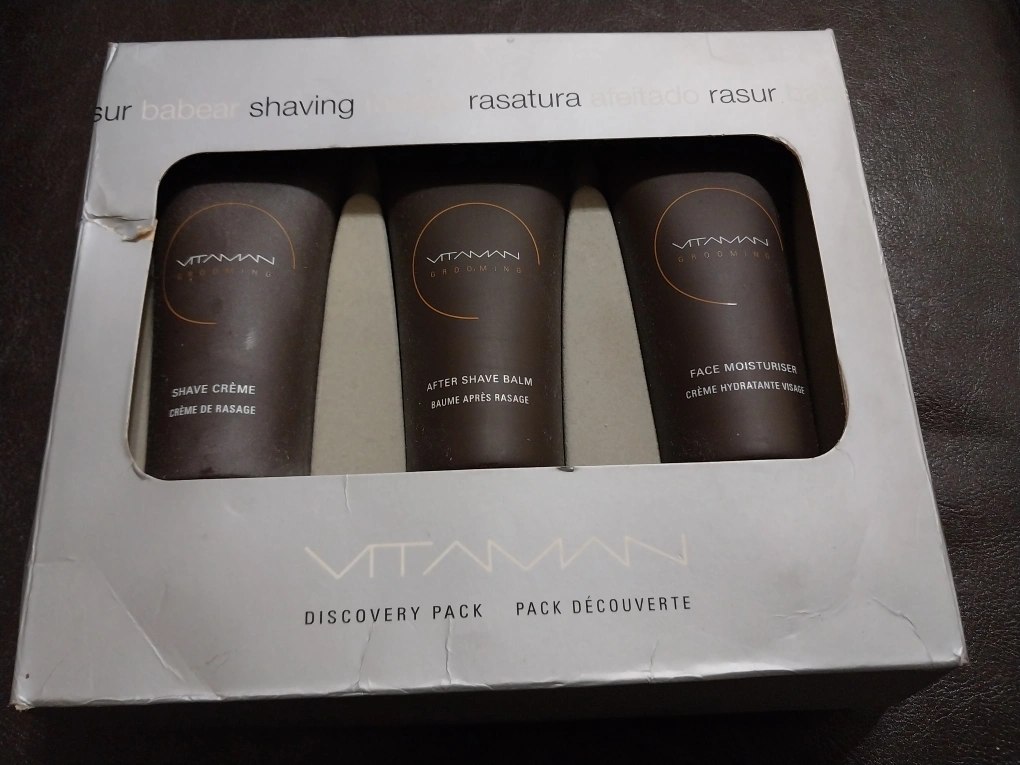 sur babear shaving rasatura afeitado rasur
VITAMAN
GROOMING
SHAVE CRÈME
CRÈME DE RASAGE
VITAMAN
GROOMING
AFTER SHAVE BALM
BAUME APRÈS RASAGE
VITAMAN
GROOMING
FACE MOISTURISER
CRÈME HYDRATANTE VISAGE
VITAMAN
DISCOVERY PACK PACK DÉCOUVERTE